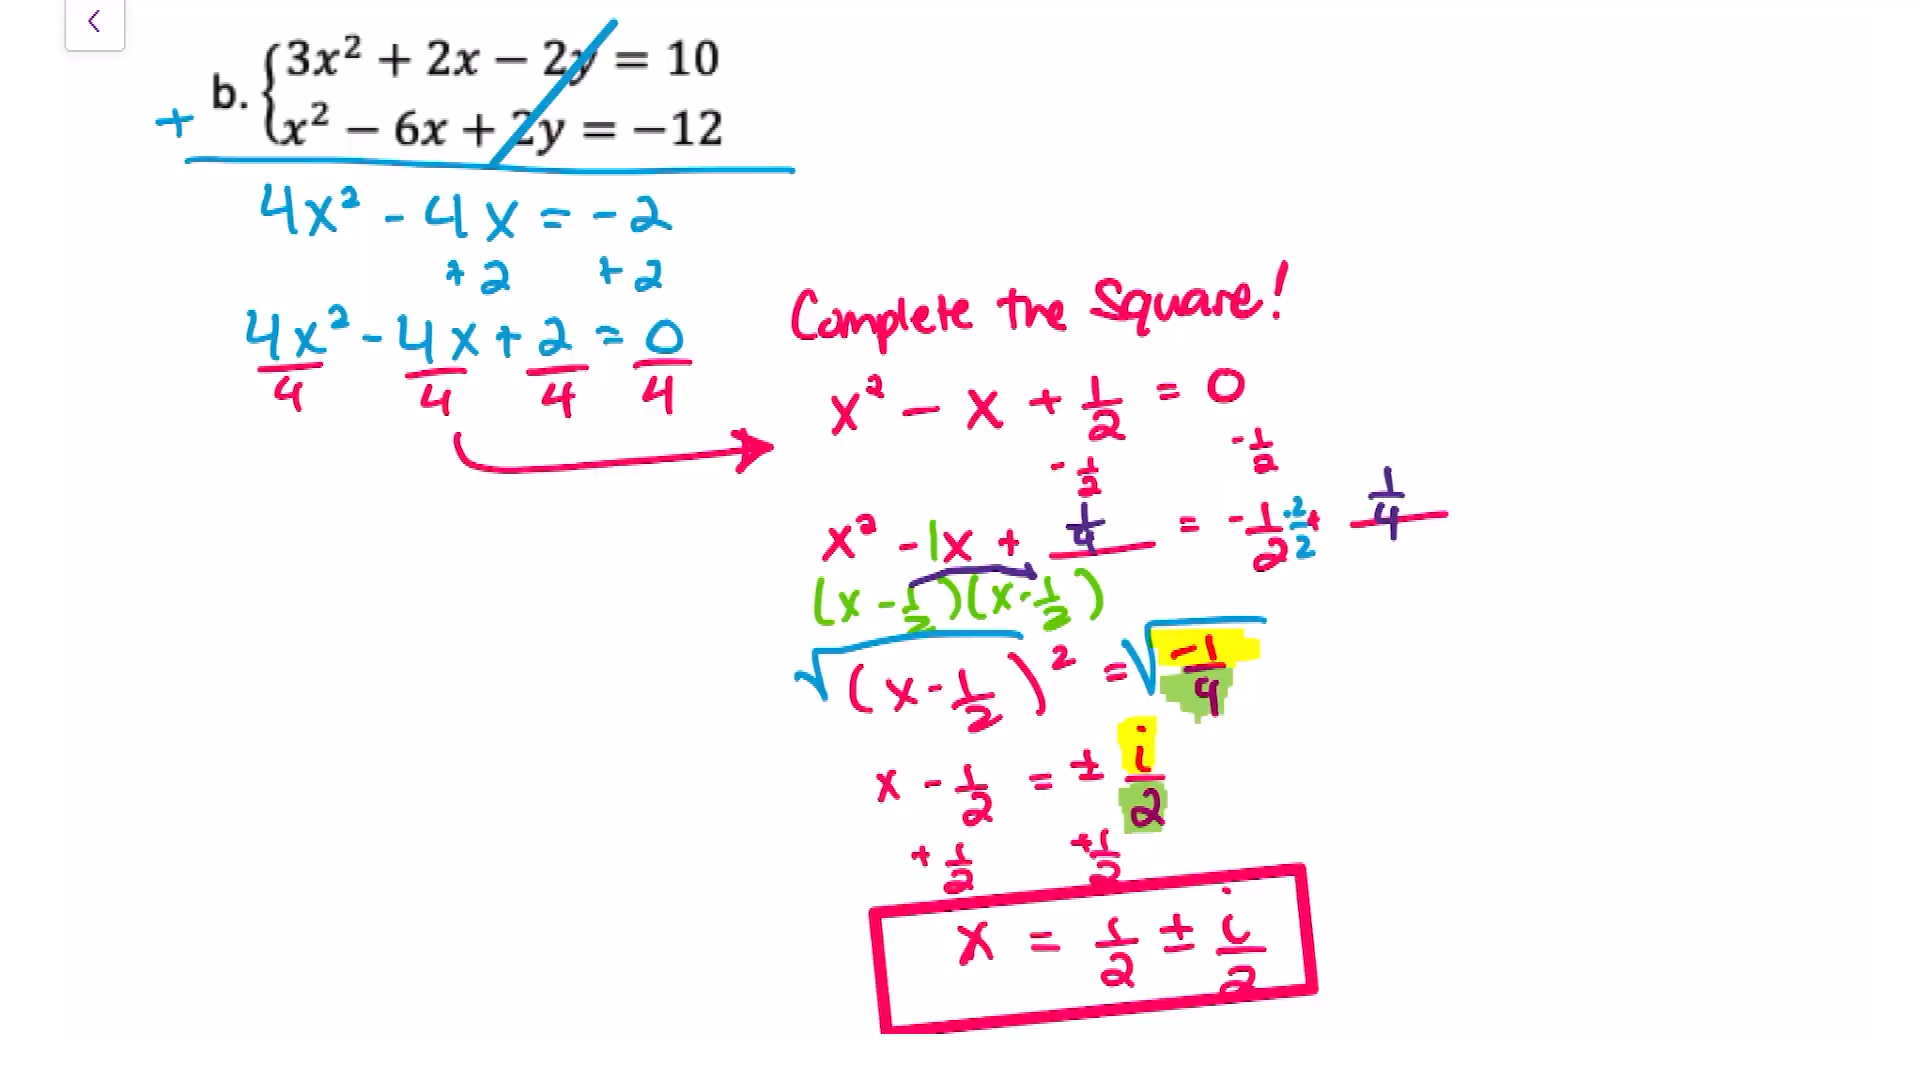 b. {3x² + 2x − 2y = 10
+ x² − 6x + 2y = −12
4x² - 4x = -2
+2 +2
4x² - 4x + 2 = 0
4 4 4 4
Complete the Square!
x² - x + 1/2 = 0
-1/2 -1/2
x² - 1x + 1/4 = -1/2 · 2/2 + 1/4
(x - 1/2)(x - 1/2)
√(x - 1/2)² = √-1/4
x - 1/2 = ± i/2
+ 1/2 + 1/2
x = 1/2 ± i/2